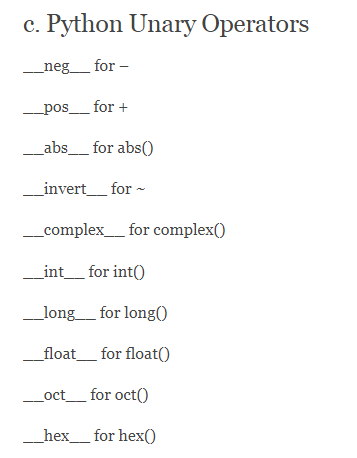 c. Python Unary Operators
__neg__ for –
__pos__ for +
__abs__ for abs()
__invert__ for ~
__complex__ for complex()
__int__ for int()
__long__ for long()
__float__ for float()
__oct__ for oct()
__hex__ for hex()